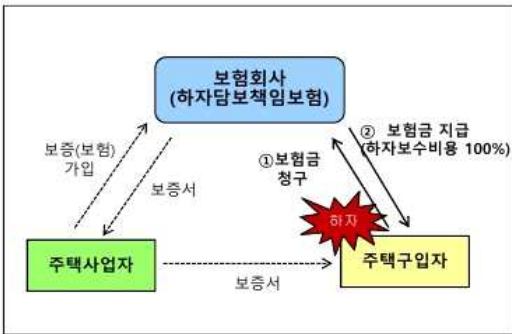 보험회사
(하자담보책임보험)
② 보험금 지급
(하자보수비용 100%)
보증(보험)
가입
①보험금
청구
보증서
하자
주택사업자
주택구입자
보증서